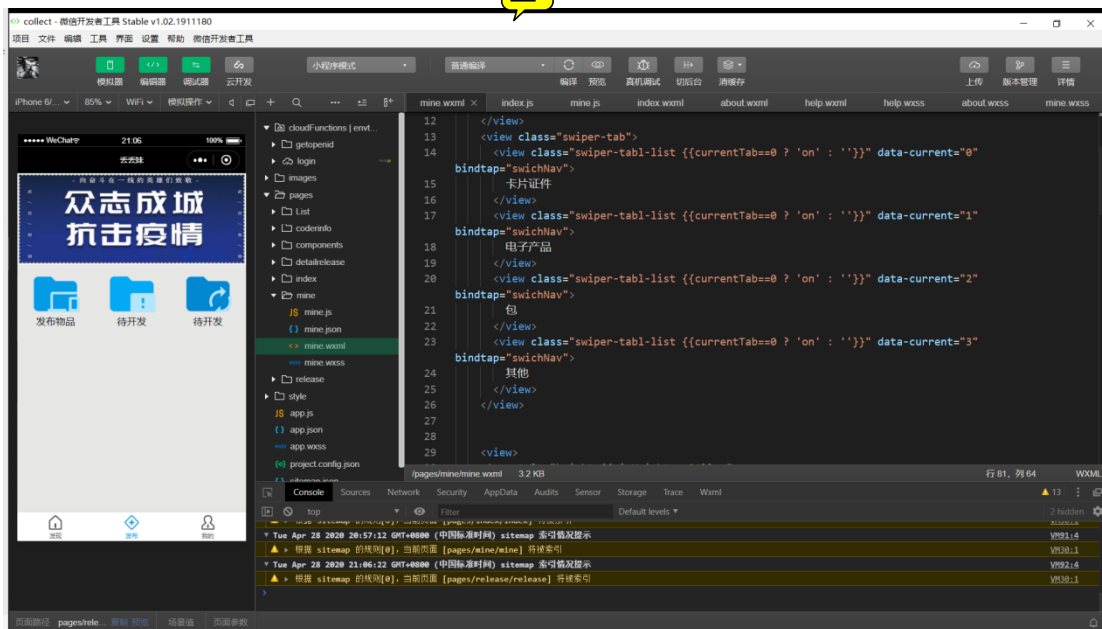 collect - 微信开发者工具 Stable v1.02.1911180
项目 文件 编辑 工具 界面 设置 帮助 微信开发者工具
模拟器 编辑器 调试器 云开发
小程序模式 普通编译
编译 预览 真机调试 切后台 清缓存
上传 版本管理 详情
iPhone 6/... 85% WiFi 模拟操作
mine.wxml × index.js mine.js index.wxml about.wxml help.wxml help.wxss about.wxss mine.wxss
WeChat 21:06 100%
丢丢妹
- 向奋斗在一线的英雄们致敬 -
众志成城
抗击疫情
发布物品 待开发 待开发
发现 发布 我的
cloudFunctions | envt...
getopenid
login
images
pages
List
coderinfo
components
detailrelease
index
mine
JS mine.js
{ } mine.json
<> mine.wxml
mine.wxss
release
style
JS app.js
{ } app.json
app.wxss
{o} project.config.json
12 </view>
13 <view class="swiper-tab">
14 <view class="swiper-tabl-list {{currentTab==0 ? 'on' : ''}}" data-current="0"
bindtap="swichNav">
15 卡片证件
16 </view>
17 <view class="swiper-tabl-list {{currentTab==0 ? 'on' : ''}}" data-current="1"
bindtap="swichNav">
18 电子产品
19 </view>
20 <view class="swiper-tabl-list {{currentTab==0 ? 'on' : ''}}" data-current="2"
bindtap="swichNav">
21 包
22 </view>
23 <view class="swiper-tabl-list {{currentTab==0 ? 'on' : ''}}" data-current="3"
bindtap="swichNav">
24 其他
25 </view>
26 </view>
27
28
29 <view>
/pages/mine/mine.wxml 3.2 KB 行 81, 列 64 WXML
Console Sources Network Security AppData Audits Sensor Storage Trace Wxml 13
top Filter Default levels 2 hidden
Tue Apr 28 2020 20:57:12 GMT+0800 (中国标准时间) sitemap 索引情况提示 VM91:4
根据 sitemap 的规则[0]，当前页面 [pages/mine/mine] 将被索引 VM30:1
Tue Apr 28 2020 21:06:22 GMT+0800 (中国标准时间) sitemap 索引情况提示 VM92:4
根据 sitemap 的规则[0]，当前页面 [pages/release/release] 将被索引 VM30:1
>
页面路径 pages/rele... 复制 预览 场景值 页面参数